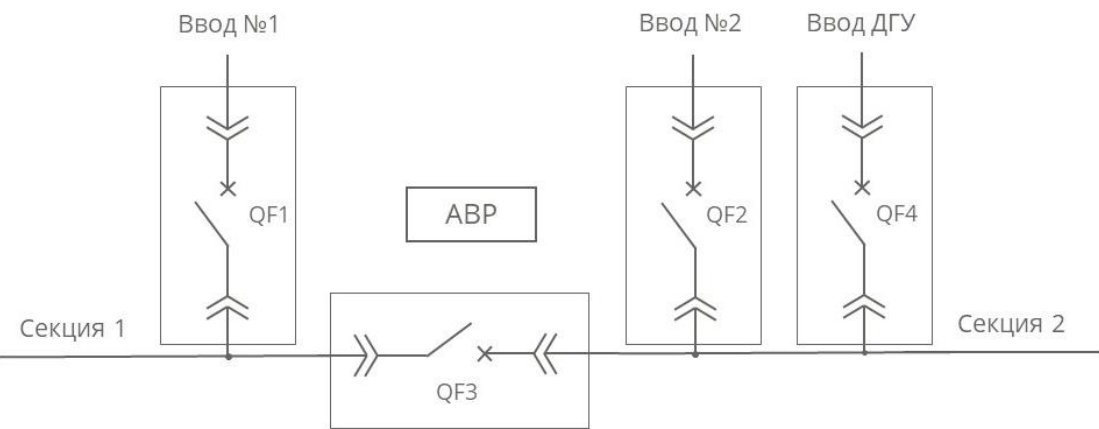 Ввод №1
Ввод №2
Ввод ДГУ
QF1
АВР
QF2
QF4
Секция 1
Секция 2
QF3